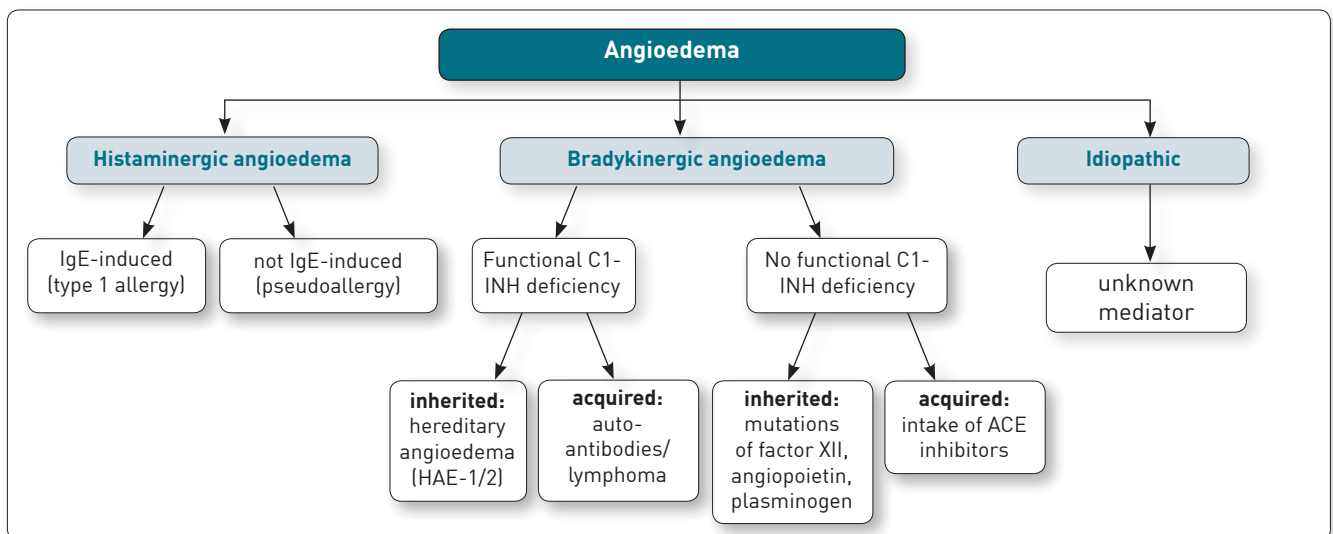 Angioedema
Histaminergic angioedema
Bradykinergic angioedema
Idiopathic
IgE-induced
(type 1 allergy)
not IgE-induced
(pseudoallergy)
Functional C1-
INH deficiency
No functional C1-
INH deficiency
unknown
mediator
inherited:
hereditary
angioedema
(HAE-1/2)
acquired:
auto-
antibodies/
lymphoma
inherited:
mutations
of factor XII,
angiopoietin,
plasminogen
acquired:
intake of ACE
inhibitors